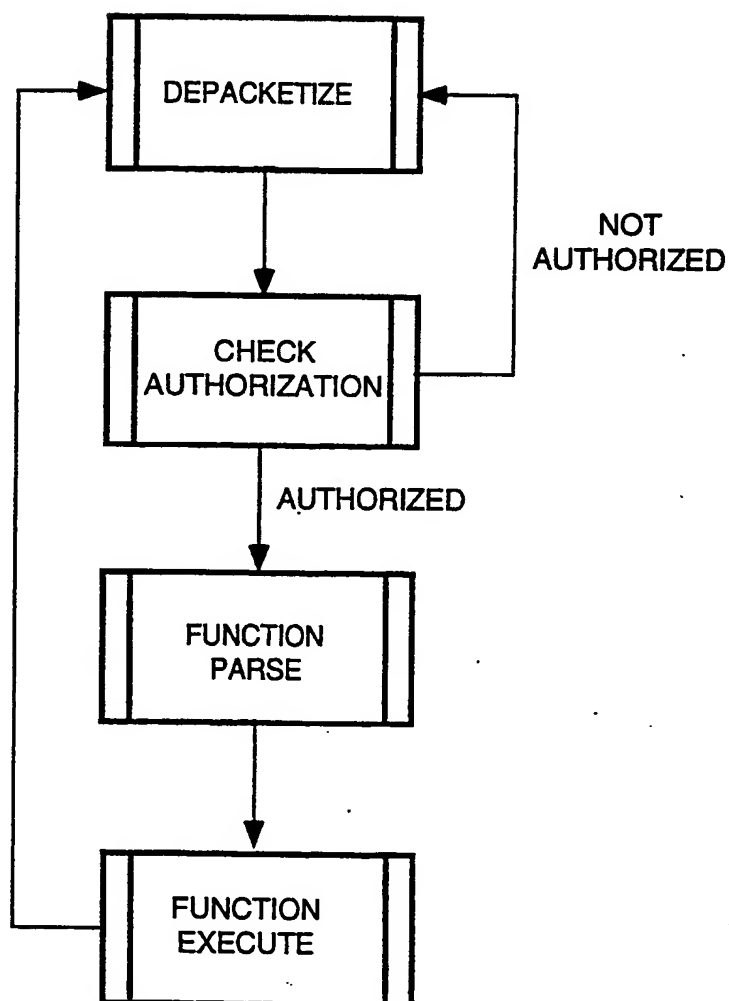 DEPACKETIZE
NOT
AUTHORIZED
CHECK
AUTHORIZATION
AUTHORIZED
FUNCTION
PARSE
FUNCTION
EXECUTE